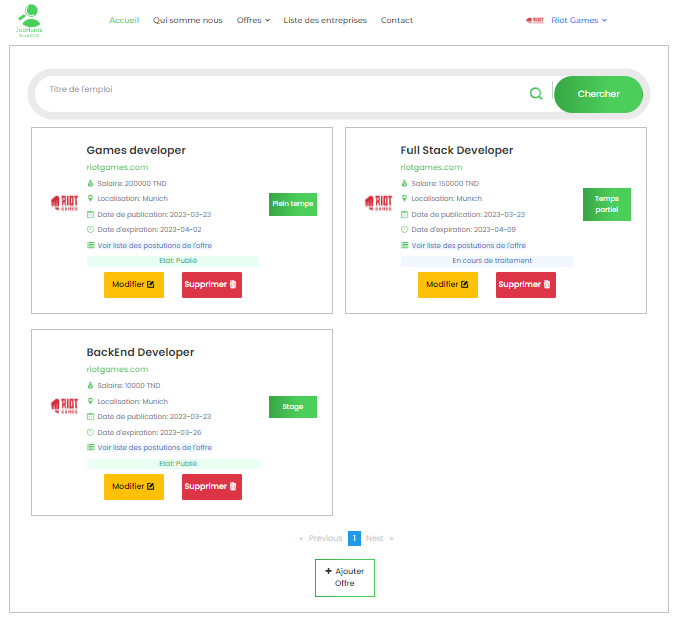 JobHunte
Accueil Qui somme nous Offres Liste des entreprises Contact
RIOT Riot Games
Titre de l'emploi
Chercher
Games developer
riotgames.com
Salaire: 200000 TND
Localisation: Munich
Date de publication: 2023-03-23
Date d'expiration: 2023-04-02
Voir liste des postutions de l'offre
Etat: Publié
RIOT
GAMES
Plein temps
Modifier
Supprimer
Full Stack Developer
riotgames.com
Salaire: 150000 TND
Localisation: Munich
Date de publication: 2023-03-23
Date d'expiration: 2023-04-09
Voir liste des postutions de l'offre
En cours de traitement
RIOT
GAMES
Temps
partiel
Modifier
Supprimer
BackEnd Developer
riotgames.com
Salaire: 10000 TND
Localisation: Munich
Date de publication: 2023-03-23
Date d'expiration: 2023-03-26
Voir liste des postutions de l'offre
Etat: Publié
RIOT
GAMES
Stage
Modifier
Supprimer
« Previous 1 Next »
+ Ajouter
Offre